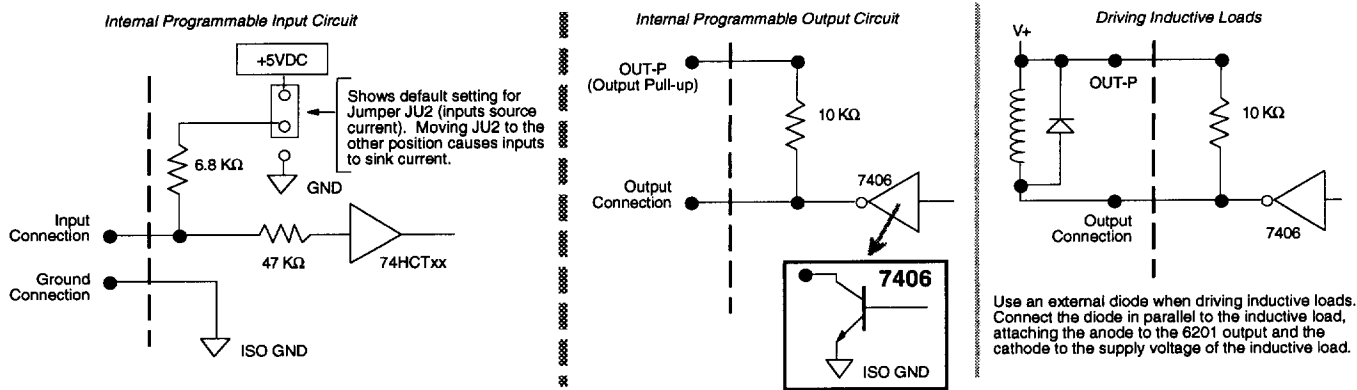 Internal Programmable Input Circuit
+5VDC
Shows default setting for
Jumper JU2 (inputs source
current). Moving JU2 to the
other position causes inputs
to sink current.
6.8 KΩ
GND
Input
Connection
47 KΩ
74HCTxx
Ground
Connection
ISO GND
Internal Programmable Output Circuit
OUT-P
(Output Pull-up)
10 KΩ
7406
Output
Connection
7406
ISO GND
Driving Inductive Loads
V+
OUT-P
10 KΩ
Output
Connection
7406
Use an external diode when driving inductive loads.
Connect the diode in parallel to the inductive load,
attaching the anode to the 6201 output and the
cathode to the supply voltage of the inductive load.